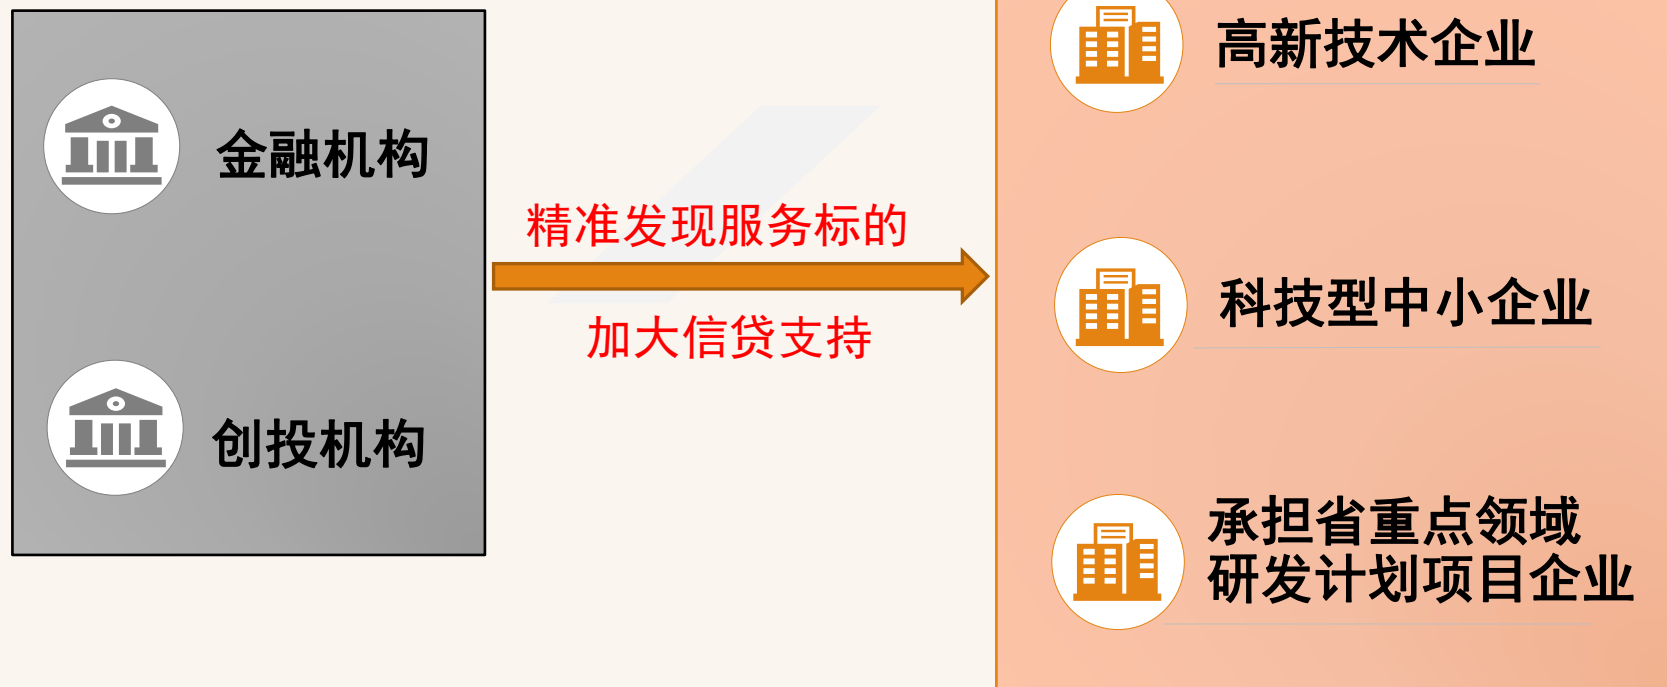 金融机构
创投机构
精准发现服务标的
加大信贷支持
高新技术企业
科技型中小企业
承担省重点领域
研发计划项目企业